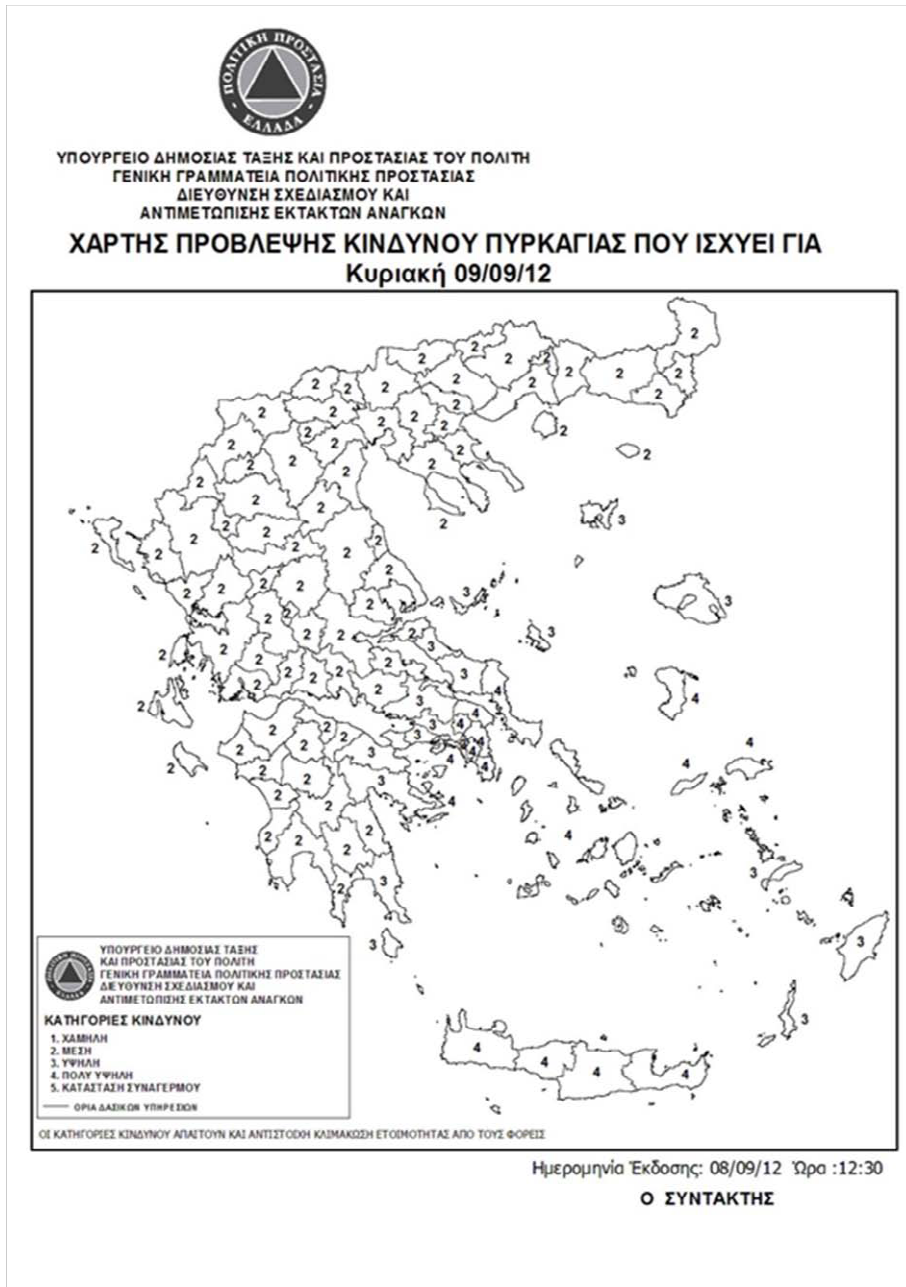 ΠΟΛΙΤΙΚΗ ΠΡΟΣΤΑΣΙΑ
- ΕΛΛΑΔΑ -
ΥΠΟΥΡΓΕΙΟ ΔΗΜΟΣΙΑΣ ΤΑΞΗΣ ΚΑΙ ΠΡΟΣΤΑΣΙΑΣ ΤΟΥ ΠΟΛΙΤΗ
ΓΕΝΙΚΗ ΓΡΑΜΜΑΤΕΙΑ ΠΟΛΙΤΙΚΗΣ ΠΡΟΣΤΑΣΙΑΣ
ΔΙΕΥΘΥΝΣΗ ΣΧΕΔΙΑΣΜΟΥ ΚΑΙ
ΑΝΤΙΜΕΤΩΠΙΣΗΣ ΕΚΤΑΚΤΩΝ ΑΝΑΓΚΩΝ
ΧΑΡΤΗΣ ΠΡΟΒΛΕΨΗΣ ΚΙΝΔΥΝΟΥ ΠΥΡΚΑΓΙΑΣ ΠΟΥ ΙΣΧΥΕΙ ΓΙΑ
Κυριακή 09/09/12
ΥΠΟΥΡΓΕΙΟ ΔΗΜΟΣΙΑΣ ΤΑΞΗΣ
ΚΑΙ ΠΡΟΣΤΑΣΙΑΣ ΤΟΥ ΠΟΛΙΤΗ
ΓΕΝΙΚΗ ΓΡΑΜΜΑΤΕΙΑ ΠΟΛΙΤΙΚΗΣ ΠΡΟΣΤΑΣΙΑΣ
ΔΙΕΥΘΥΝΣΗ ΣΧΕΔΙΑΣΜΟΥ ΚΑΙ
ΑΝΤΙΜΕΤΩΠΙΣΗΣ ΕΚΤΑΚΤΩΝ ΑΝΑΓΚΩΝ
ΚΑΤΗΓΟΡΙΕΣ ΚΙΝΔΥΝΟΥ
1. ΧΑΜΗΛΗ
2. ΜΕΣΗ
3. ΥΨΗΛΗ
4. ΠΟΛΥ ΥΨΗΛΗ
5. ΚΑΤΑΣΤΑΣΗ ΣΥΝΑΓΕΡΜΟΥ
ΟΡΙΑ ΔΑΣΙΚΩΝ ΥΠΗΡΕΣΙΩΝ
ΟΙ ΚΑΤΗΓΟΡΙΕΣ ΚΙΝΔΥΝΟΥ ΑΠΑΙΤΟΥΝ ΚΑΙ ΑΝΤΙΣΤΟΙΧΗ ΚΛΙΜΑΚΩΣΗ ΕΤΟΙΜΟΤΗΤΑΣ ΑΠΟ ΤΟΥΣ ΦΟΡΕΙΣ
Ημερομηνία Έκδοσης: 08/09/12 Ώρα :12:30
Ο ΣΥΝΤΑΚΤΗΣ